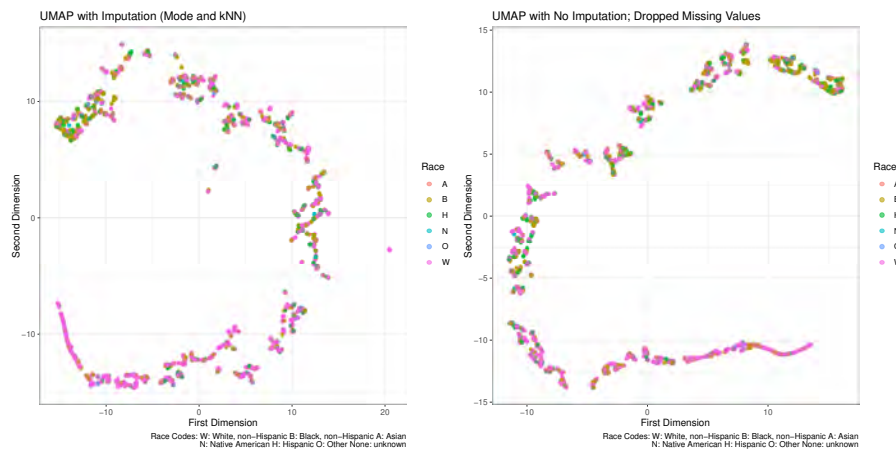 UMAP with Imputation (Mode and kNN)
10
0
−10
−10
0
10
20
Second Dimension
First Dimension
Race
A
B
H
N
O
W
Race Codes: W: White, non−Hispanic B: Black, non−Hispanic A: Asian
N: Native American H: Hispanic O: Other None: unknown
UMAP with No Imputation; Dropped Missing Values
15
10
5
0
−5
−10
−15
−10
0
10
Second Dimension
First Dimension
Race Codes: W: White, non−Hispanic B: Black, non−Hispanic A: Asian
N: Native American H: Hispanic O: Other None: unknown